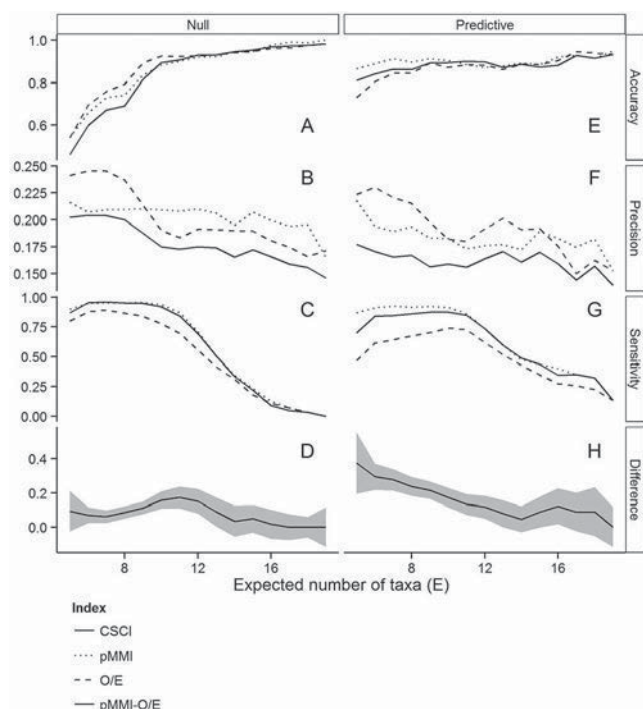 Null
Predictive
1.0
0.8
0.6
A
E
Accuracy
0.250
0.225
0.200
0.175
0.150
B
F
Precision
1.00
0.75
0.50
0.25
0.00
C
G
Sensitivity
0.4
0.2
0.0
D
H
Difference
8
12
16
8
12
16
Expected number of taxa (E)
Index
CSCI
pMMI
O/E
pMMI-O/E